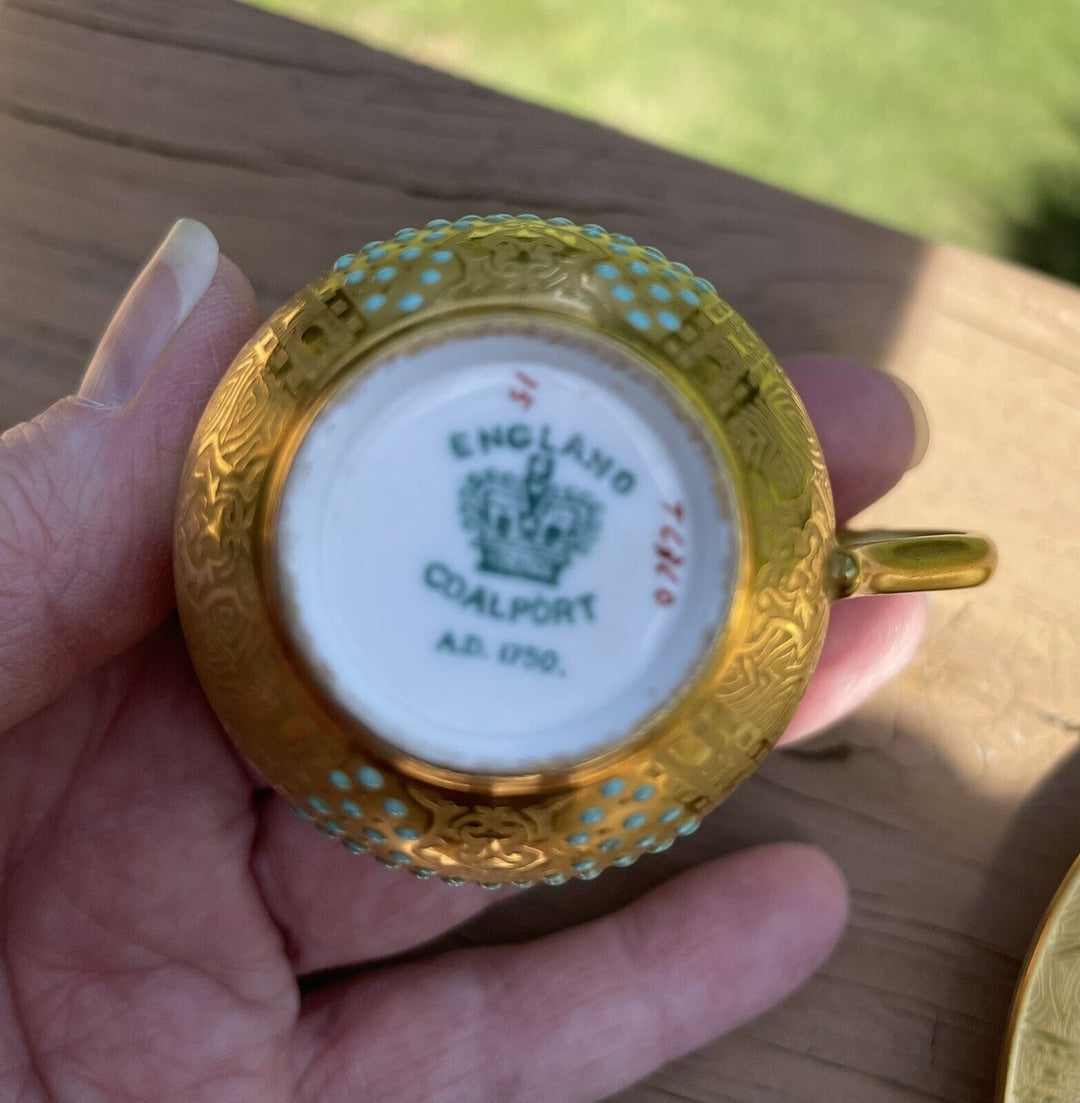 ENGLAND
COALPORT
A.D. 1750.